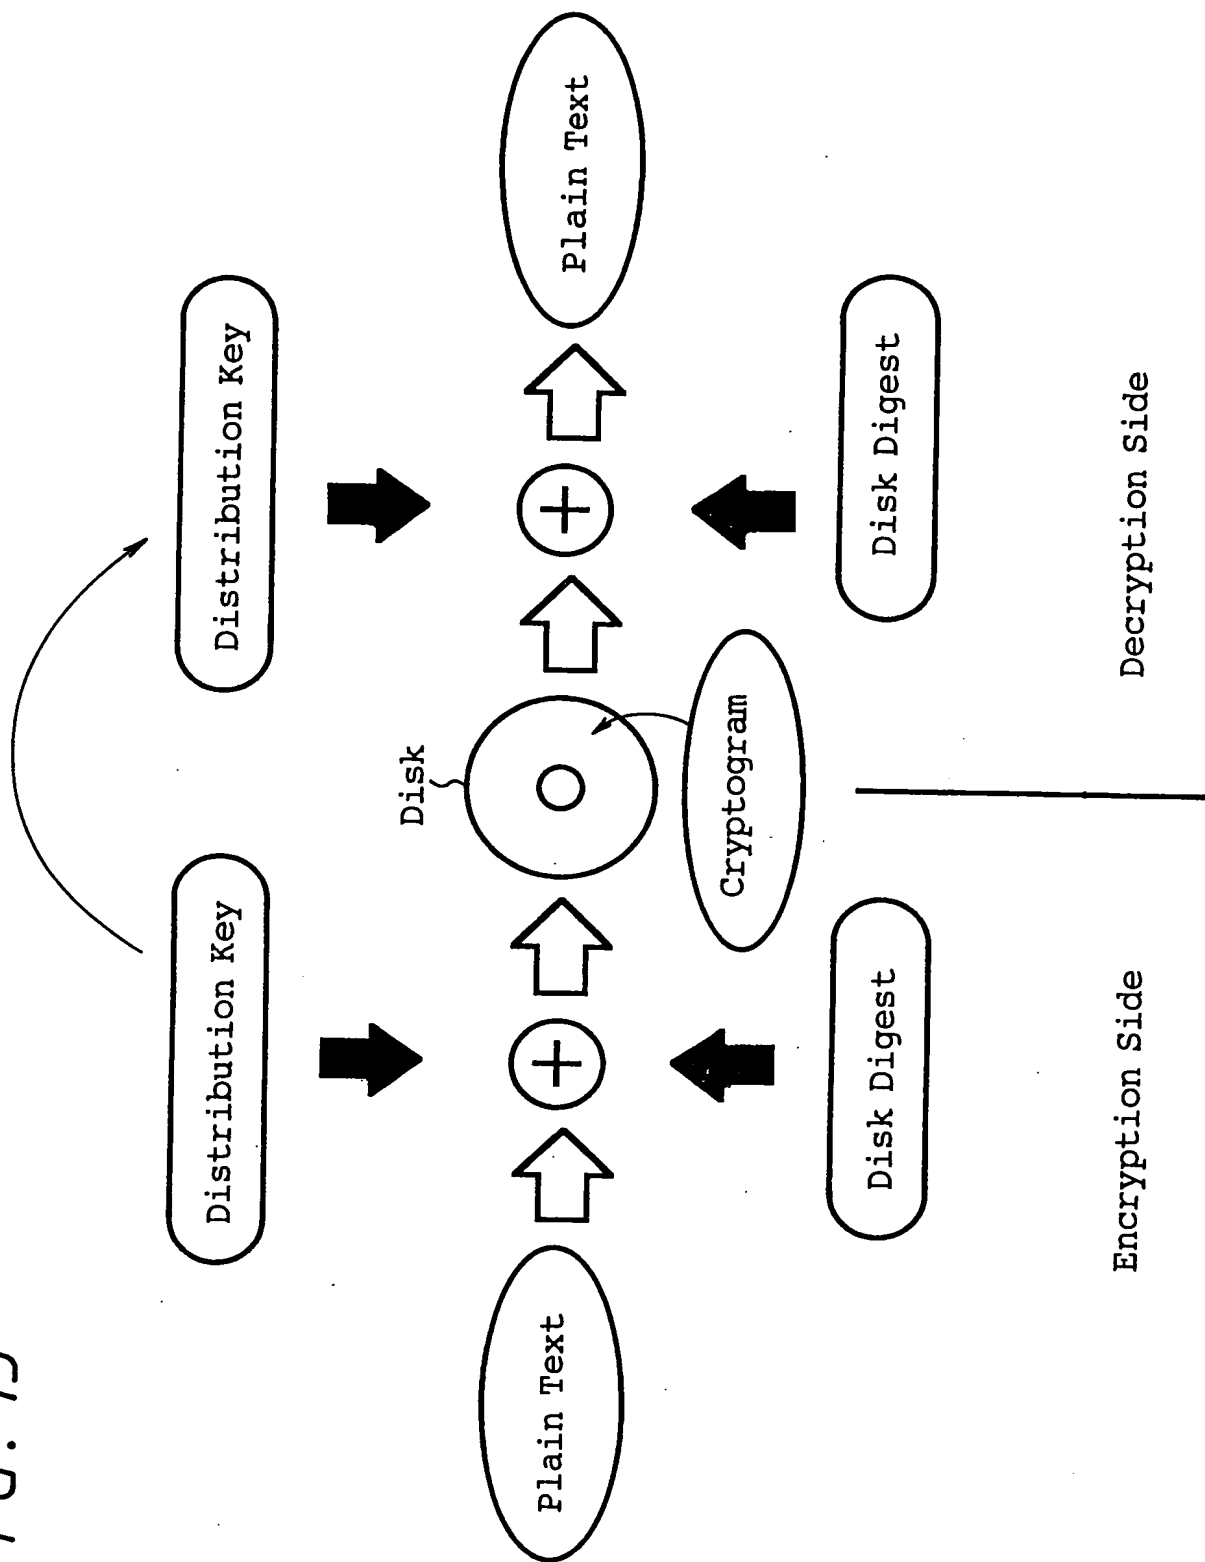 Distribution Key
Distribution Key
Disk
Plain Text
Plain Text
Cryptogram
Disk Digest
Disk Digest
Encryption Side
Decryption Side